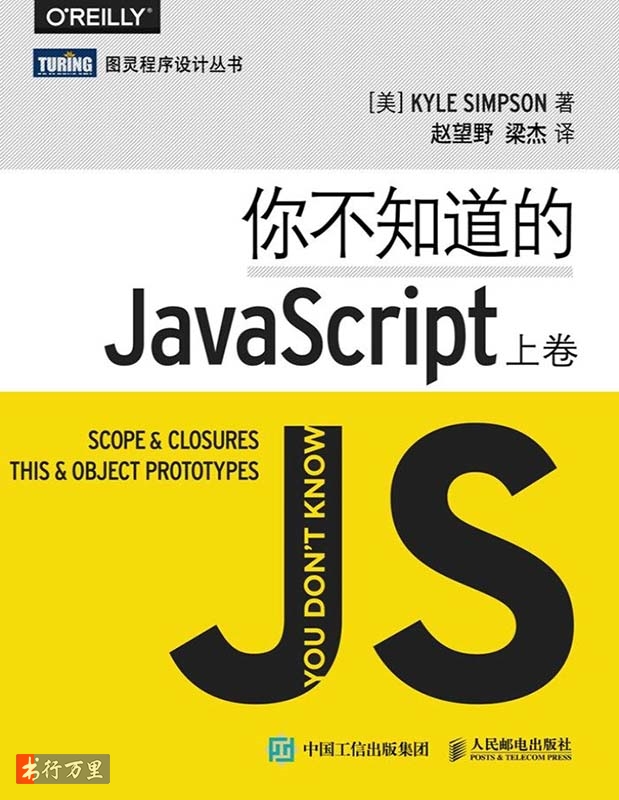 O'REILLY®
TURING 图灵程序设计丛书
[美] KYLE SIMPSON 著
赵望野 梁杰 译
你不知道的
JavaScript 上卷
SCOPE & CLOSURES
THIS & OBJECT PROTOTYPES
JS
YOU DON'T KNOW
中国工信出版集团
人民邮电出版社
POSTS & TELECOM PRESS
书行万里